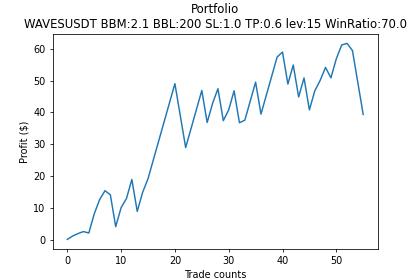 Portfolio
WAVESUSDT BBM:2.1 BBL:200 SL:1.0 TP:0.6 lev:15 WinRatio:70.0
60
50
40
30
20
10
0
Profit ($)
0 10 20 30 40 50
Trade counts